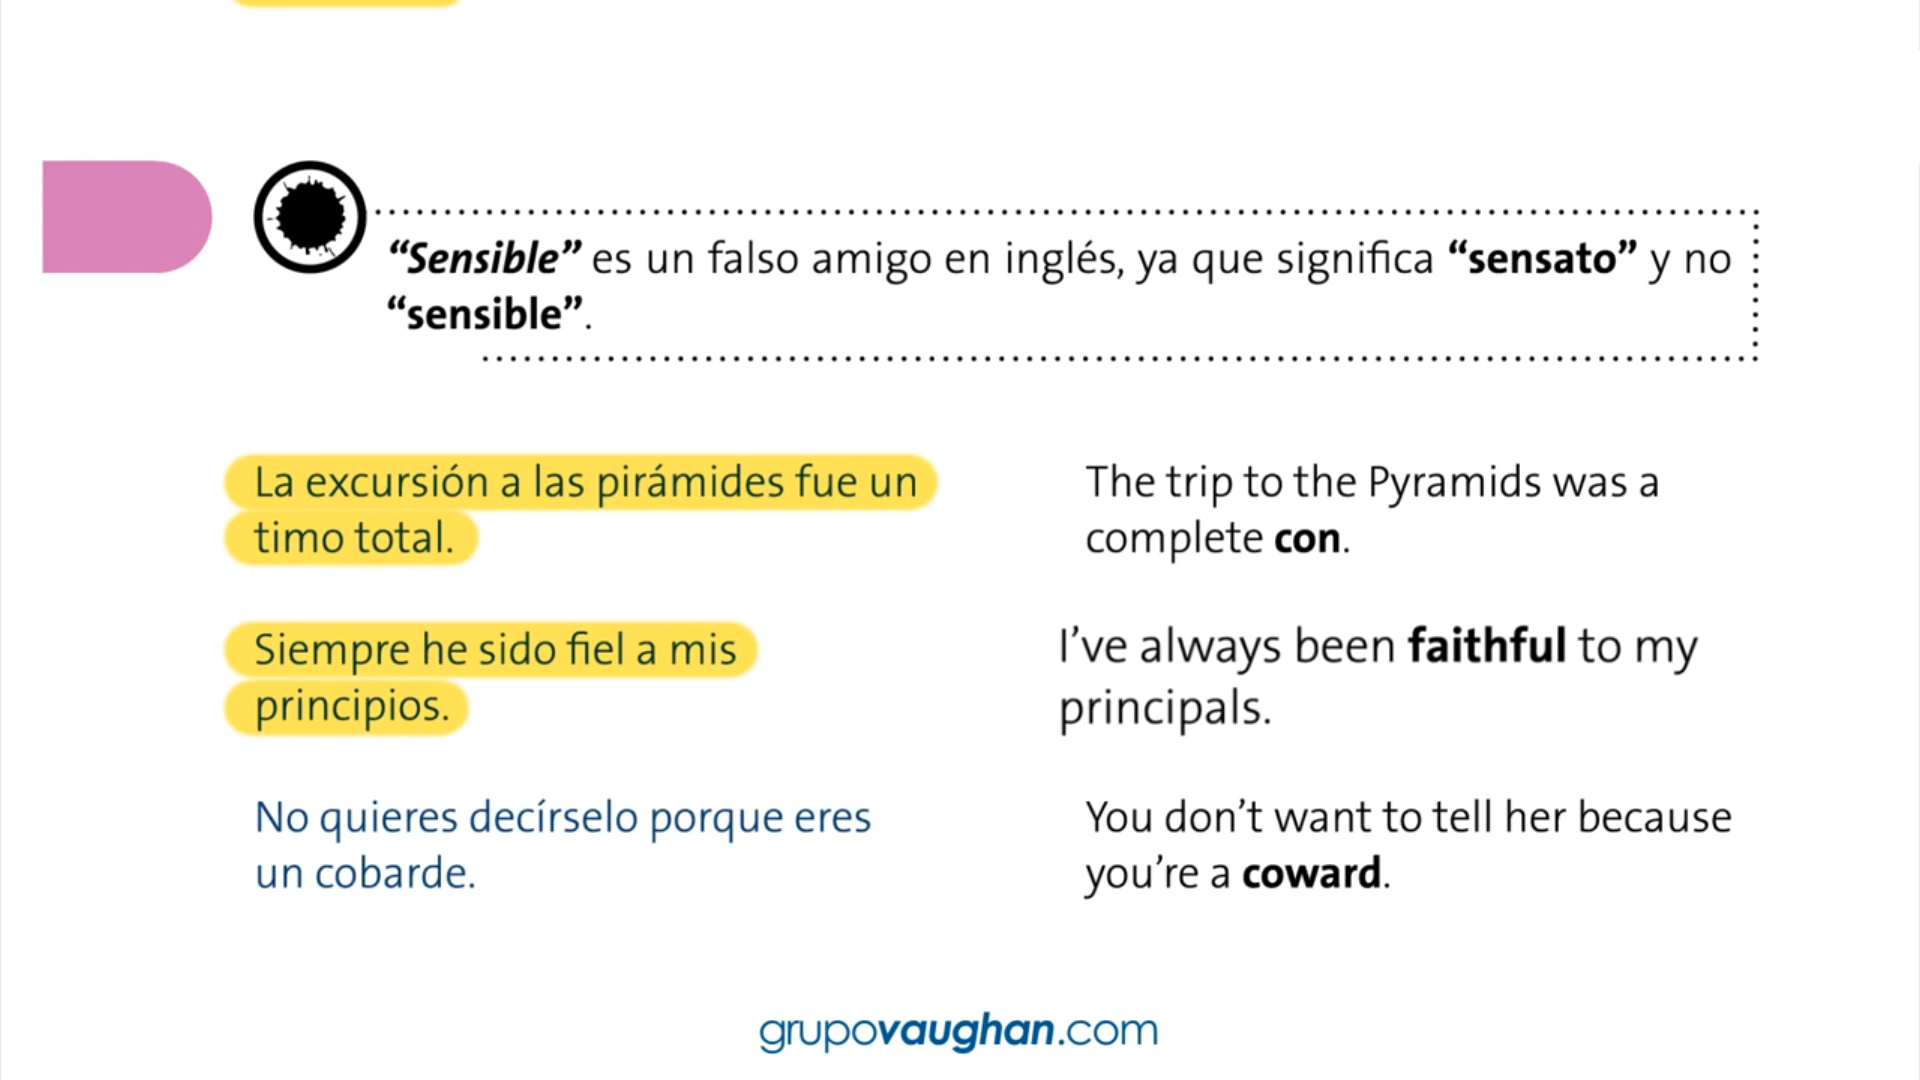 “Sensible” es un falso amigo en inglés, ya que significa “sensato” y no
“sensible”.
La excursión a las pirámides fue un
timo total.
The trip to the Pyramids was a
complete con.
Siempre he sido fiel a mis
principios.
I’ve always been faithful to my
principals.
No quieres decírselo porque eres
un cobarde.
You don’t want to tell her because
you’re a coward.
grupovaughan.com